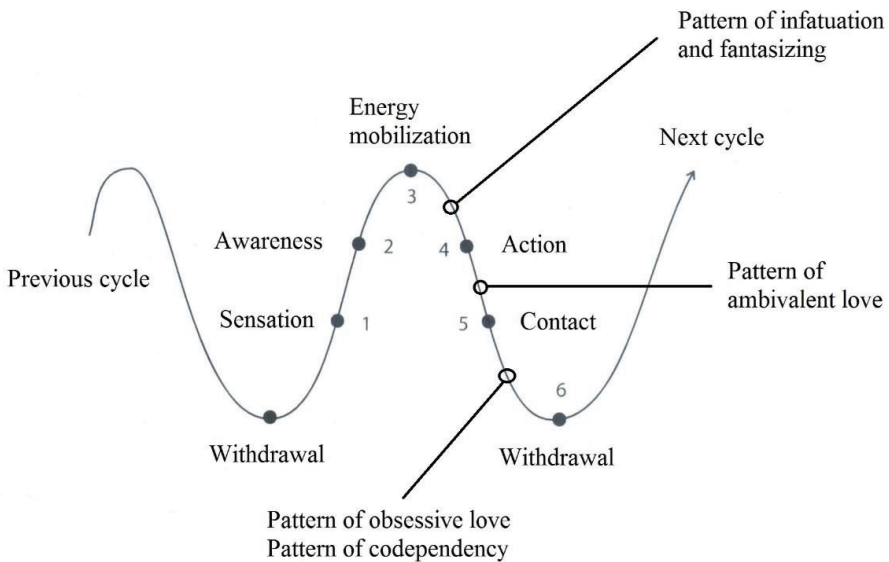 Pattern of infatuation
and fantasizing
Energy
mobilization
Next cycle
3
Awareness
2
4
Action
Previous cycle
Pattern of
ambivalent love
Sensation
1
5
Contact
6
Withdrawal
Withdrawal
Pattern of obsessive love
Pattern of codependency